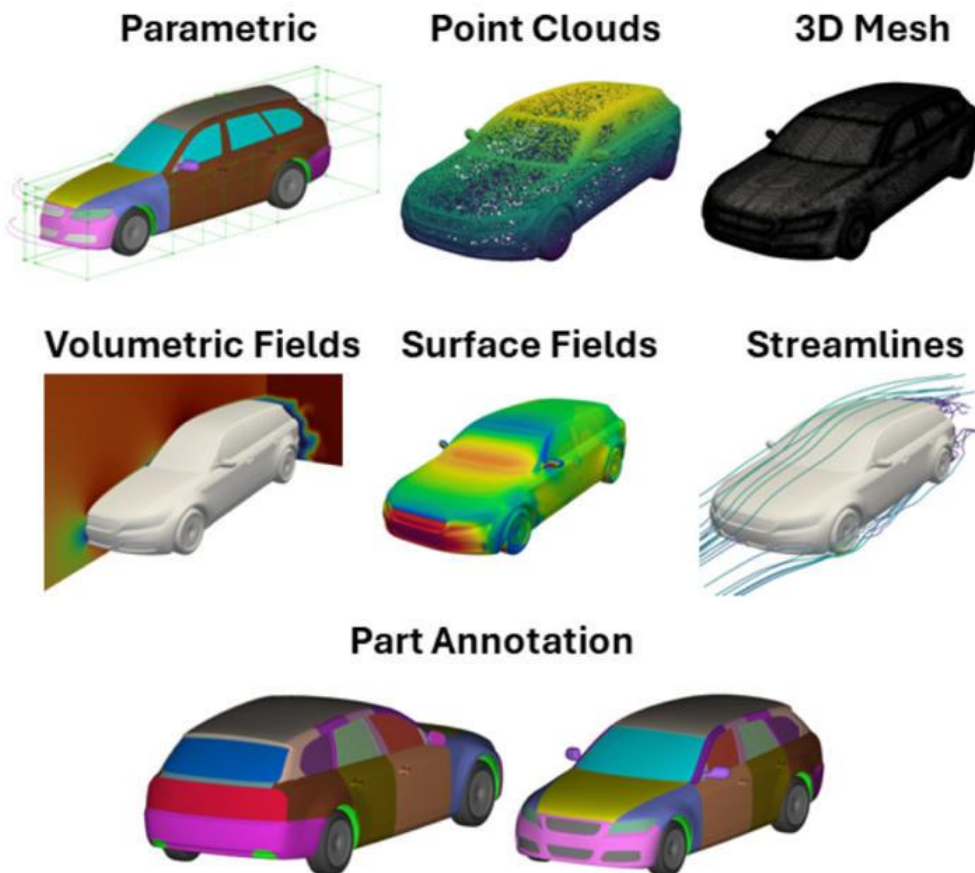 Parametric
Point Clouds
3D Mesh
Volumetric Fields
Surface Fields
Streamlines
Part Annotation